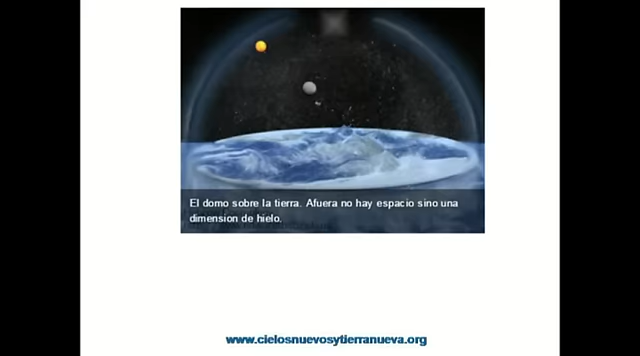 El domo sobre la tierra. Afuera no hay espacio sino una
dimension de hielo.
www.cielosnuevosytierranueva.org